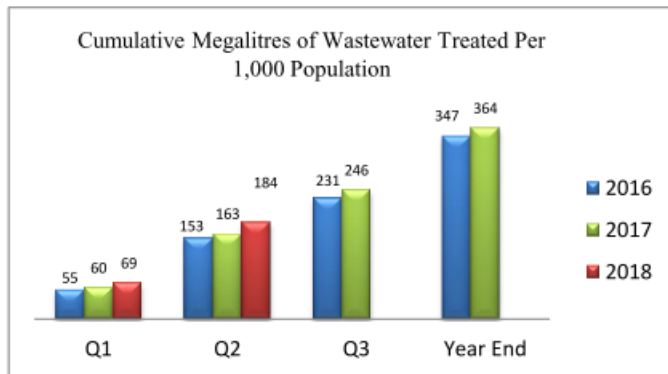 Cumulative Megalitres of Wastewater Treated Per
1,000 Population
347 364
231 246
184
153 163
55 60 69
2016
2017
2018
Q1 Q2 Q3 Year End